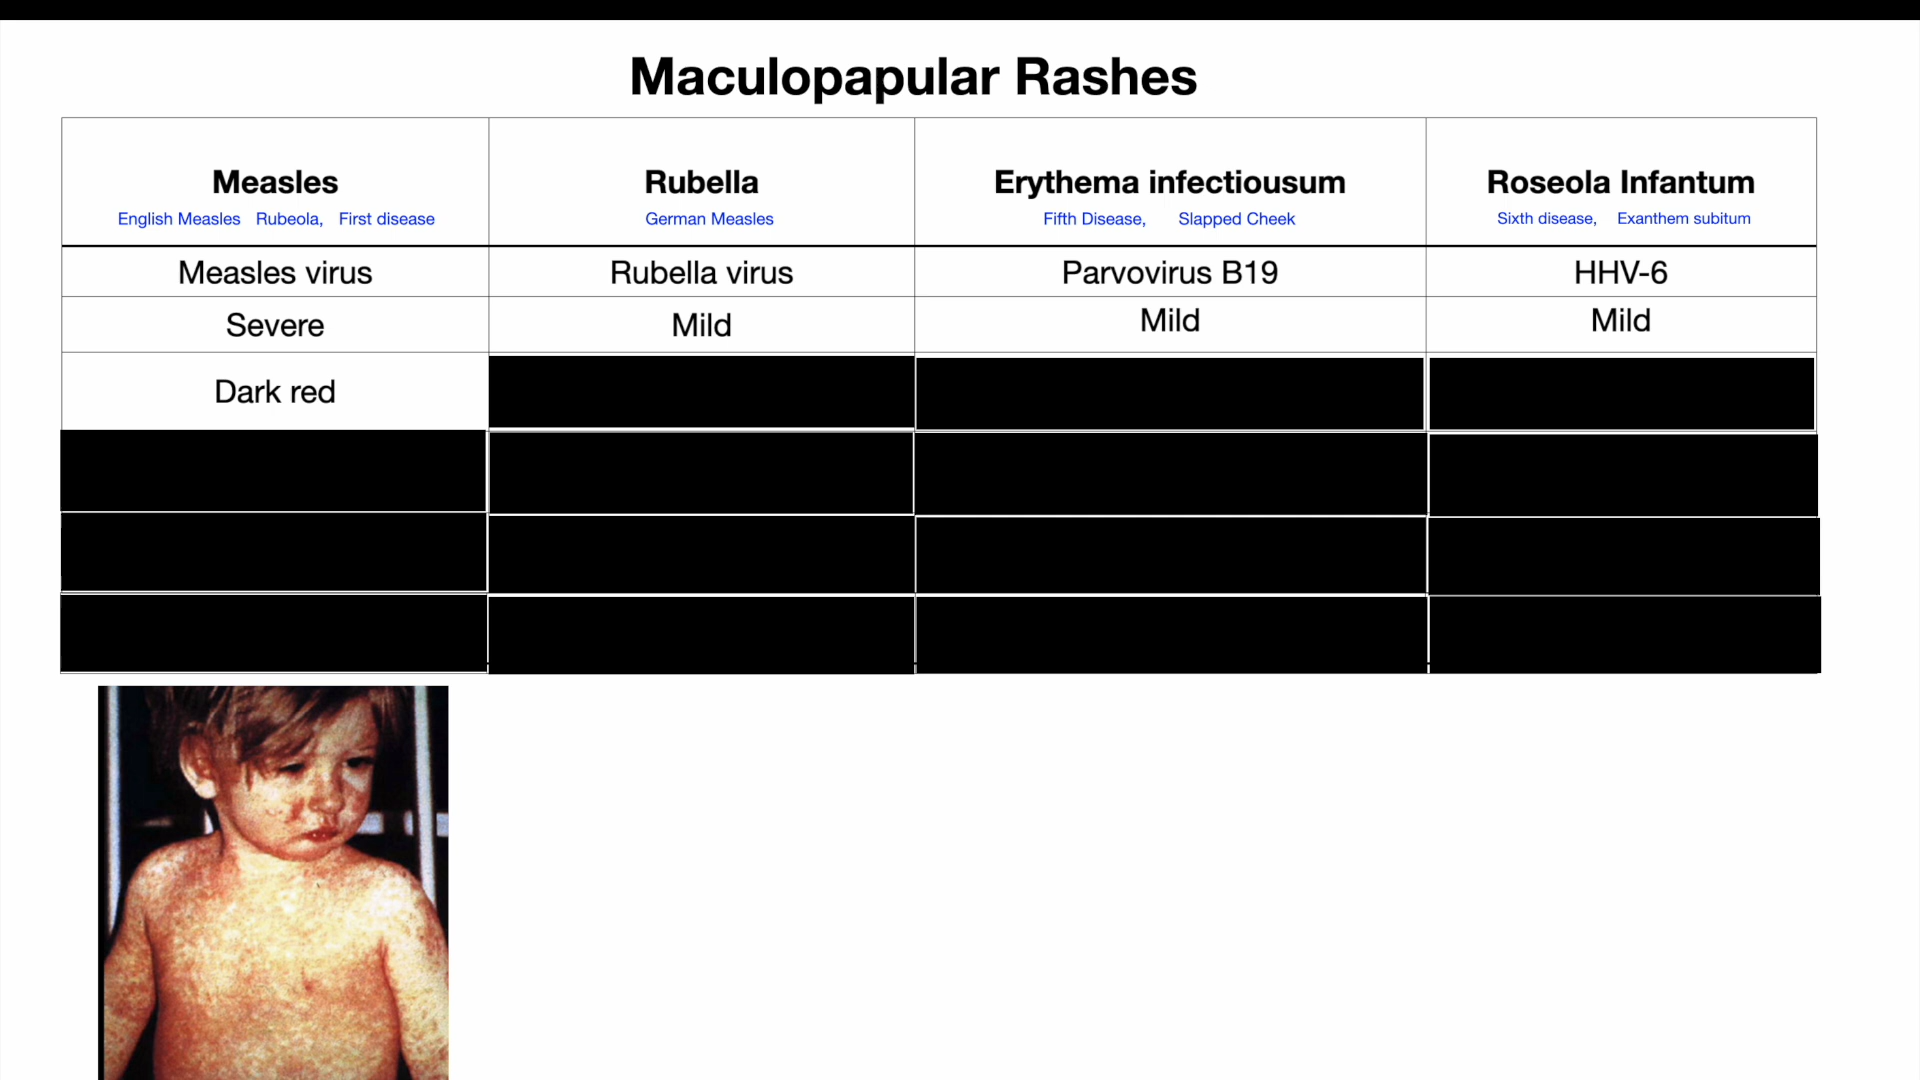 Maculopapular Rashes
Measles Rubella Erythema infectiousum Roseola Infantum
English Measles Rubeola, First disease German Measles Fifth Disease, Slapped Cheek Sixth disease, Exanthem subitum
Measles virus Rubella virus Parvovirus B19 HHV-6
Severe Mild Mild Mild
Dark red